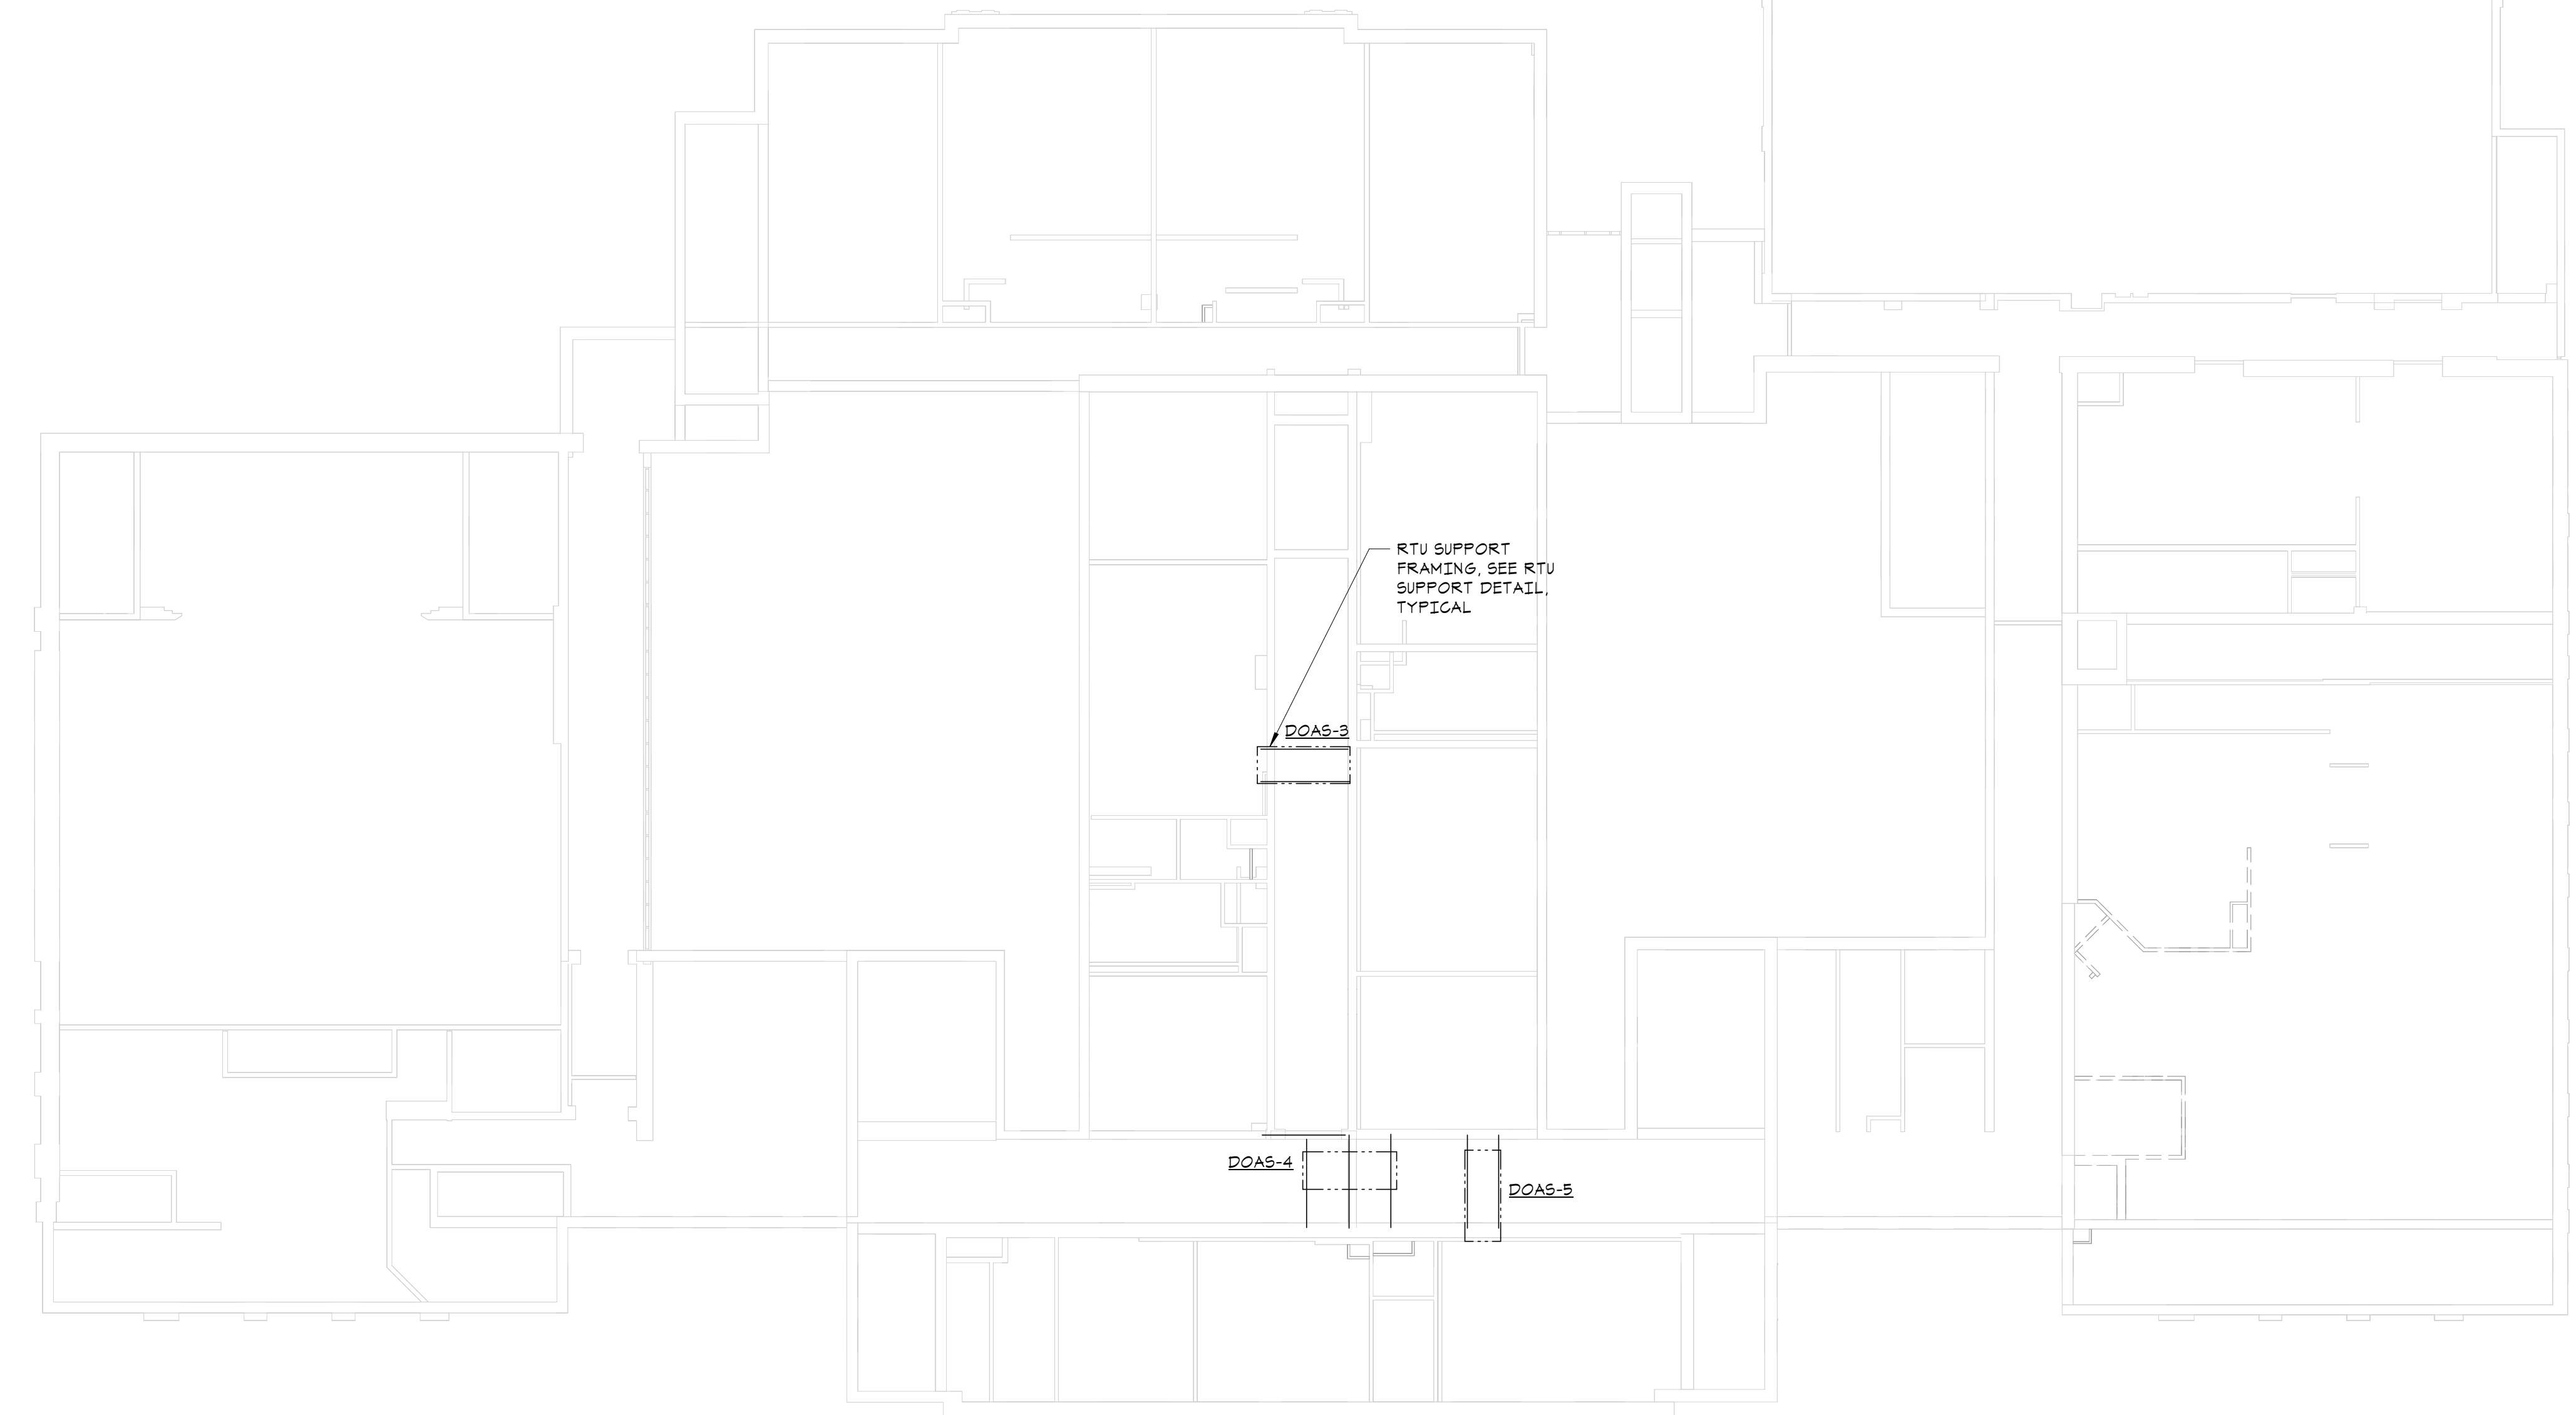 RTU SUPPORT
FRAMING, SEE RTU
SUPPORT DETAIL,
TYPICAL
DOAS-3
DOAS-4
DOAS-5